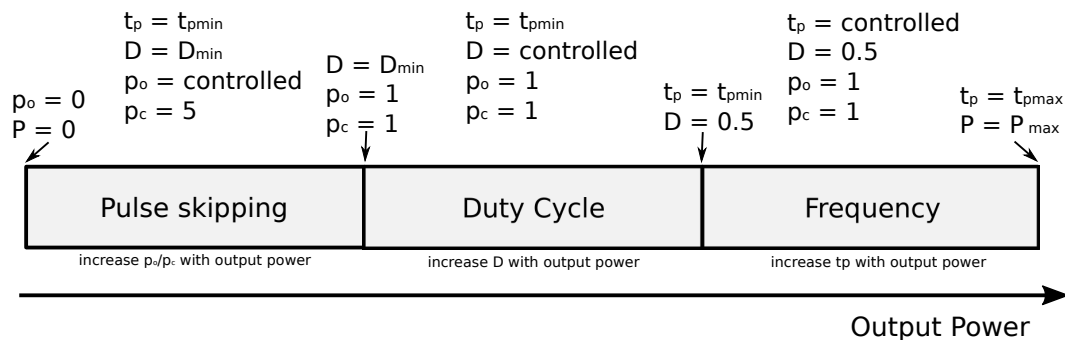 tp = tpmin
D = Dmin
po = controlled
pc = 5
tp = tpmin
D = controlled
po = 1
pc = 1
tp = controlled
D = 0.5
po = 1
pc = 1
po = 0
P = 0
D = Dmin
po = 1
pc = 1
tp = tpmin
D = 0.5
tp = tpmax
P = Pmax
Pulse skipping
Duty Cycle
Frequency
increase po/pc with output power
increase D with output power
increase tp with output power
Output Power